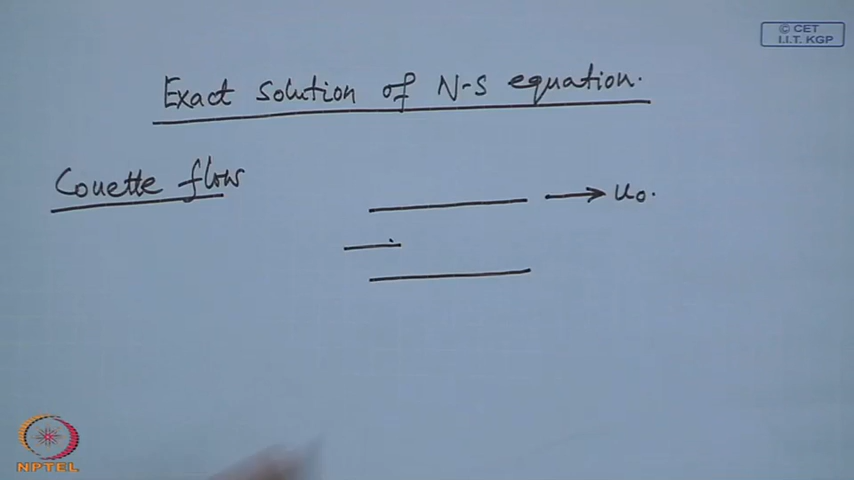 © CET
I.I.T. KGP
Exact solution of N-S equation.
Couette flow
u₀.
NPTEL